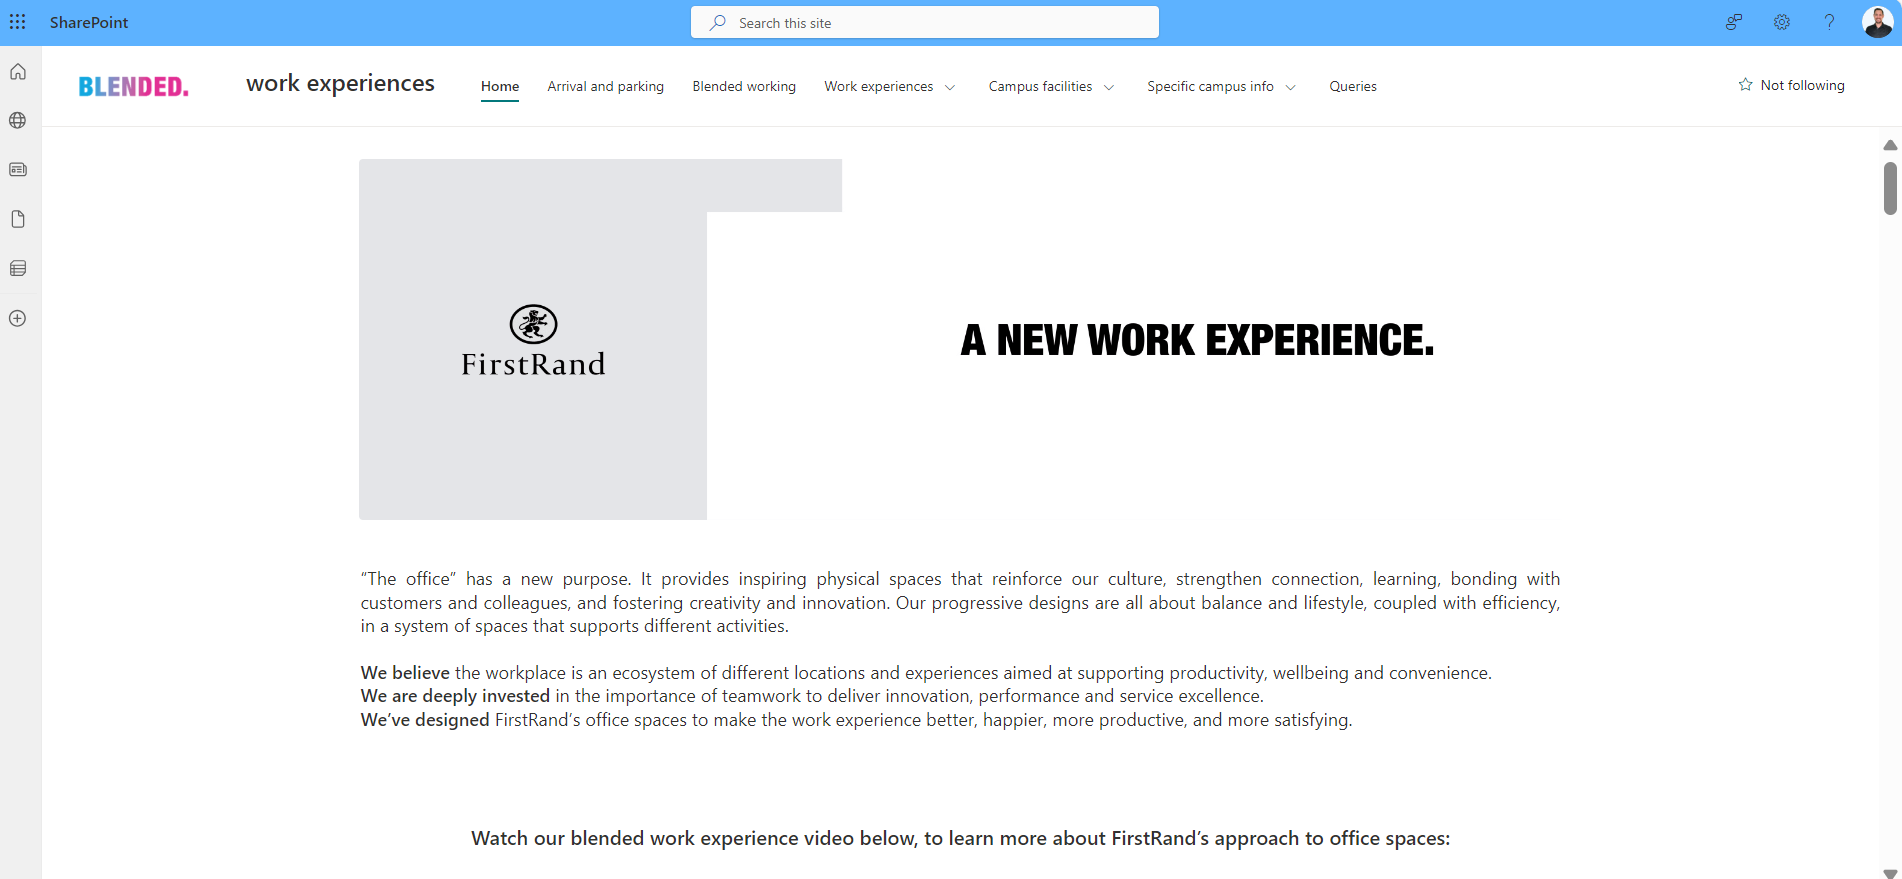 SharePoint
Search this site
BLENDED.
work experiences
Home
Arrival and parking
Blended working
Work experiences
Campus facilities
Specific campus info
Queries
Not following
FirstRand
A NEW WORK EXPERIENCE.
“The office” has a new purpose. It provides inspiring physical spaces that reinforce our culture, strengthen connection, learning, bonding with
customers and colleagues, and fostering creativity and innovation. Our progressive designs are all about balance and lifestyle, coupled with efficiency,
in a system of spaces that supports different activities.
We believe the workplace is an ecosystem of different locations and experiences aimed at supporting productivity, wellbeing and convenience.
We are deeply invested in the importance of teamwork to deliver innovation, performance and service excellence.
We’ve designed FirstRand’s office spaces to make the work experience better, happier, more productive, and more satisfying.
Watch our blended work experience video below, to learn more about FirstRand’s approach to office spaces: